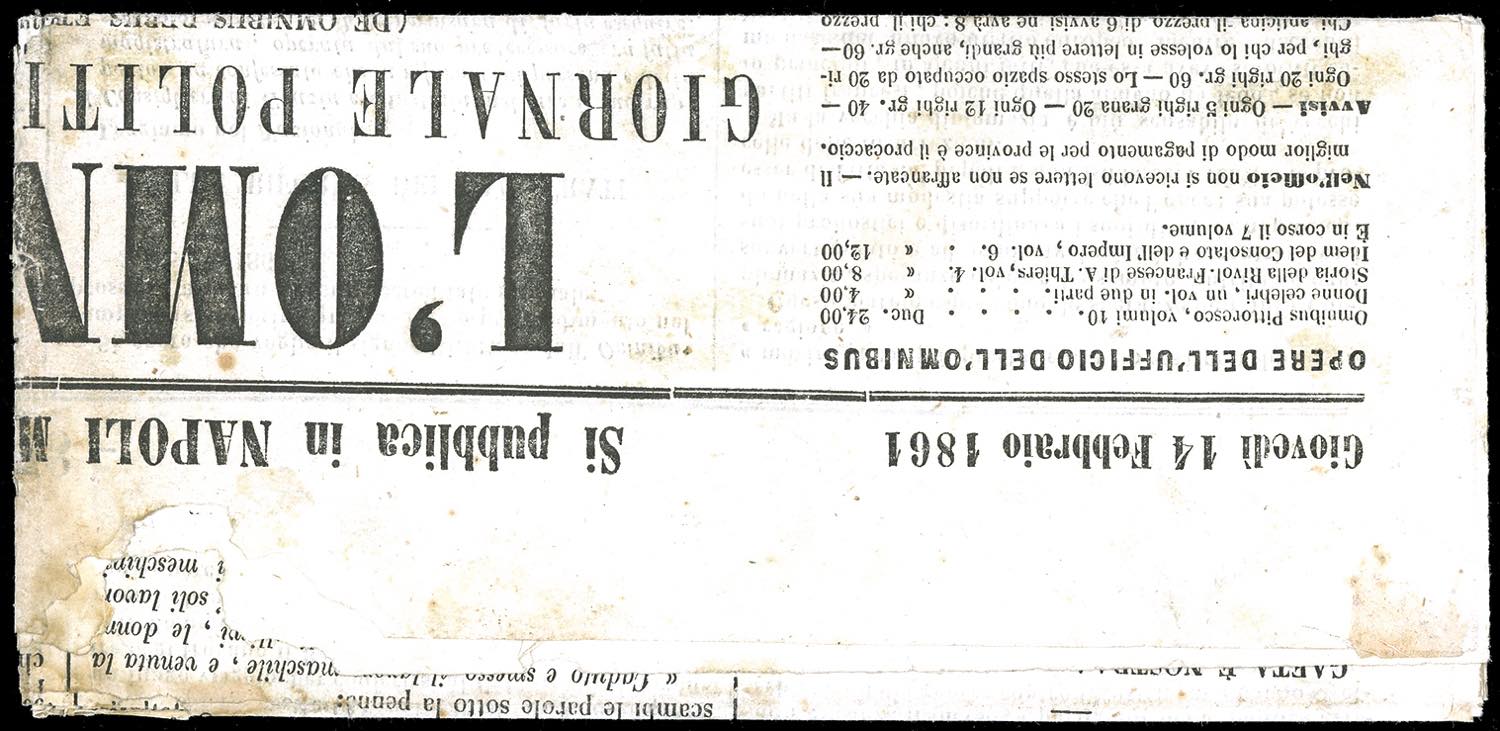 scambi le parole sotto la penna:
« Caduto e smesso il
maschile, e venuta la
, le donn
, soli lavor
i meschin
GAETA È NOSTRA!
Giovedì 14 Febbraio 1861
Si pubblica in NAPOLI M
OPERE DELL'UFFICIO DELL'OMNIBUS
Omnibus Pittoresco, volumi 10. . . . . Duc. 24,00
Donne celebri, un vol. in due parti. . . . . « 4,00
Storia della Rivol. Francese di A. Thiers, vol. 4. « 8,00
Idem del Consolato e dell'Impero, vol. 6. . « 12,00
È in corso il 7 volume.
Nell'officio non si ricevono lettere se non affrancate. — Il
miglior modo di pagamento per le province è il procaccio.
Avvisi — Ogni 5 righi grana 20 — Ogni 12 righi gr. 40 —
Ogni 20 righi gr. 60 — Lo stesso spazio occupato da 20 ri-
ghi, per chi lo volesse in lettere più grandi, anche gr. 60—
Chi anticipa il prezzo di 6 avvisi ne avrà 8: chi il prezzo
L'OMN
GIORNALE POLITI
(DE OMNIBUS REBUS ET